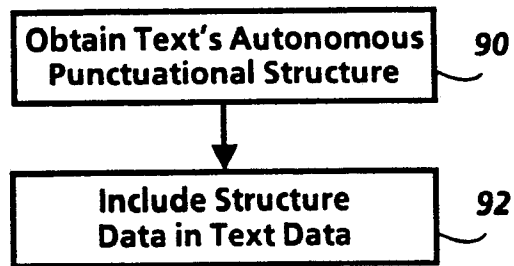 Obtain Text's Autonomous
Punctuational Structure
90
Include Structure
Data in Text Data
92